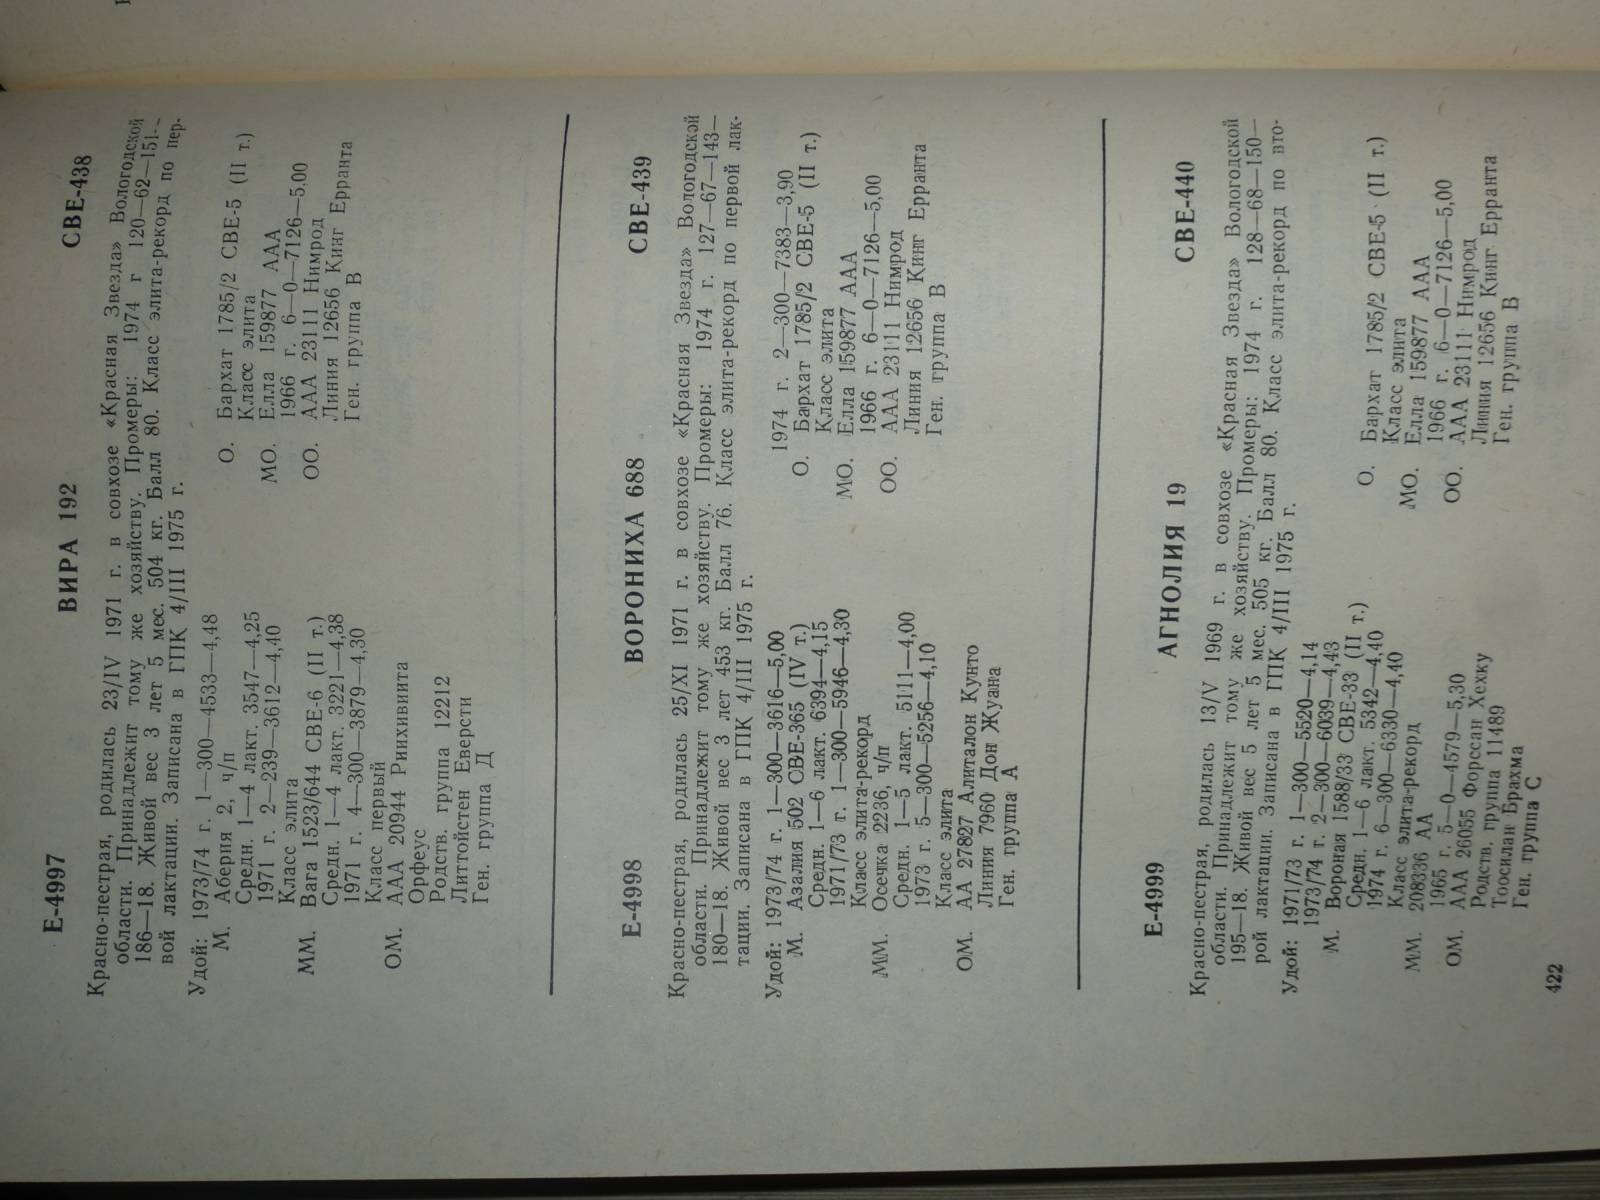 Е-4997 ВИРА 192 СВЕ-438
Красно-пестрая, родилась 23/IV 1971 г. в совхозе «Красная Звезда» Вологодской
области. Принадлежит тому же хозяйству. Промеры: 1974 г 120—62—151—
186—18. Живой вес 3 лет 5 мес. 504 кг. Балл 80. Класс элита-рекорд по пер-
вой лактации. Записана в ГПК 4/III 1975 г.
Удой: 1973/74 г. 1—300—4533—4,48
М. Аберия 2, ч/п
Средн. 1—4 лакт. 3547—4,25
1971 г. 2—239—3612—4,40
Класс элита
ММ. Вага 1523/644 СВЕ-6 (II т.)
Средн. 1—4 лакт. 3221—4,38
1971 г. 4—300—3879—4,30
Класс первый
ОМ. ААА 20944 Риихивиита
Орфеус
Родств. группа 12212
Литтойстен Еверсти
Ген. группа Д
О. Бархат 1785/2 СВЕ-5 (II т.)
Класс элита
МО. Елла 159877 ААА
1966 г. 6—0—7126—5,00
ОО. ААА 23111 Нимрод
Линия 12656 Кинг Ерранта
Ген. группа В
Е-4998 ВОРОНИХА 688 СВЕ-439
Красно-пестрая, родилась 25/XI 1971 г. в совхозе «Красная Звезда» Вологодской
области. Принадлежит тому же хозяйству. Промеры: 1974 г. 127—67—143—
180—18. Живой вес 3 лет 453 кг. Балл 76. Класс элита-рекорд по первой лак-
тации. Записана в ГПК 4/III 1975 г.
Удой: 1973/74 г. 1—300—3616—5,00
1974 г. 2—300—7383—3,90
М. Азалия 502 СВЕ-365 (IV т.)
Средн. 1—6 лакт. 6394—4,15
1971/73 г. 1—300—5946—4,30
Класс элита-рекорд
ММ. Осечка 2236, ч/п
Средн. 1—5 лакт. 5111—4,00
1973 г. 5—300—5256—4,10
Класс элита
ОМ. АА 27827 Алиталон Кунто
Линия 7960 Дон Жуана
Ген. группа А
О. Бархат 1785/2 СВЕ-5 (II т.)
Класс элита
МО. Елла 159877 ААА
1966 г. 6—0—7126—5,00
ОО. ААА 23111 Нимрод
Линия 12656 Кинг Ерранта
Ген. группа В
Е-4999 АГНОЛИЯ 19 СВЕ-440
Красно-пестрая, родилась 13/V 1969 г. в совхозе «Красная Звезда» Вологодской
области. Принадлежит тому же хозяйству. Промеры: 1974 г. 128—68—150—
195—18. Живой вес 5 лет 5 мес. 505 кг. Балл 80. Класс элита-рекорд по вто-
рой лактации. Записана в ГПК 4/III 1975 г.
Удой: 1971/73 г. 1—300—5520—4,14
1973/74 г. 2—300—6039—4,43
М. Вороная 1588/33 СВЕ-33 (II т.)
Средн. 1—6 лакт. 5342—4,40
1974 г. 6—300—6330—4,40
Класс элита-рекорд
ММ. 208336 АА
1965 г. 5—0—4579—5,30
ОМ. ААА 26055 Форссан Хехку
Родств. группа 11489
Тоосилан Брахма
Ген. группа С
О. Бархат 1785/2 СВЕ-5 (II т.)
Класс элита
МО. Елла 159877 ААА
1966 г. 6—0—7126—5,00
ОО. ААА 23111 Нимрод
Линия 12656 Кинг Ерранта
Ген. группа В
422